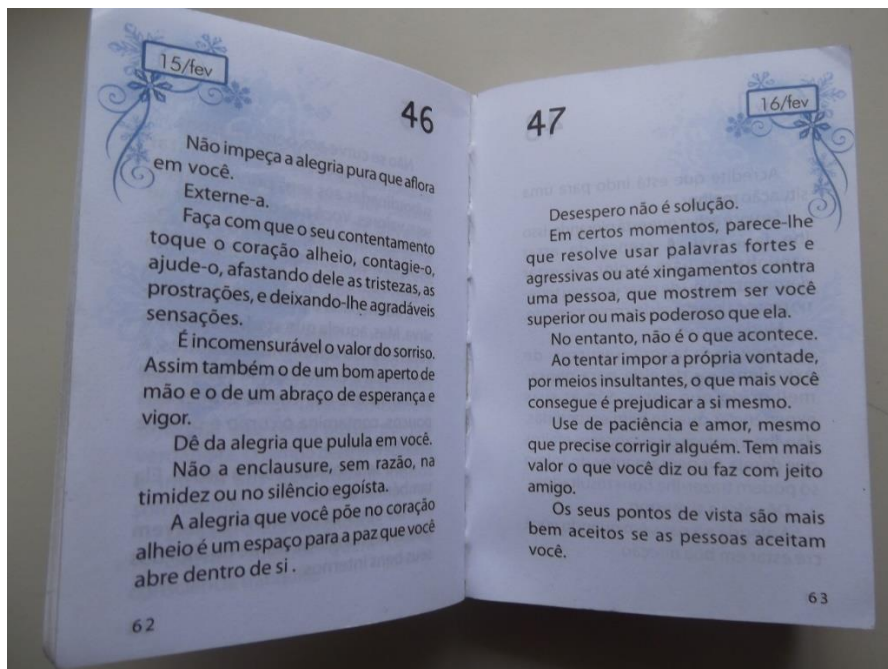 15/fev
46
Não impeça a alegria pura que aflora
em você.
Externe-a.
Faça com que o seu contentamento
toque o coração alheio, contagie-o,
ajude-o, afastando dele as tristezas, as
prostrações, e deixando-lhe agradáveis
sensações.
É incomensurável o valor do sorriso.
Assim também o de um bom aperto de
mão e o de um abraço de esperança e
vigor.
Dê da alegria que pulula em você.
Não a enclausure, sem razão, na
timidez ou no silêncio egoísta.
A alegria que você põe no coração
alheio é um espaço para a paz que você
abre dentro de si .
62
16/fev
47
Desespero não é solução.
Em certos momentos, parece-lhe
que resolve usar palavras fortes e
agressivas ou até xingamentos contra
uma pessoa, que mostrem ser você
superior ou mais poderoso que ela.
No entanto, não é o que acontece.
Ao tentar impor a própria vontade,
por meios insultantes, o que mais você
consegue é prejudicar a si mesmo.
Use de paciência e amor, mesmo
que precise corrigir alguém. Tem mais
valor o que você diz ou faz com jeito
amigo.
Os seus pontos de vista são mais
bem aceitos se as pessoas aceitam
você.
63